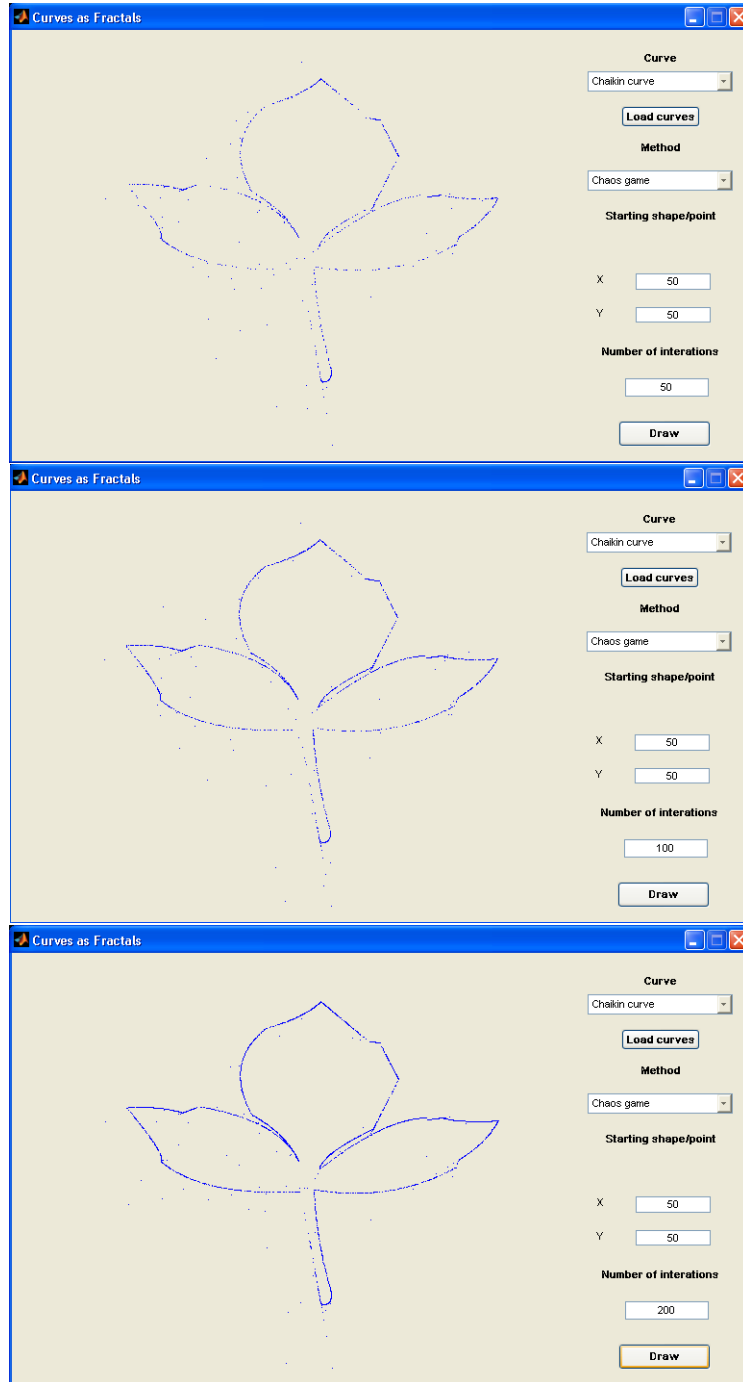 Curves as Fractals
Curve
Chaikin curve
Load curves
Method
Chaos game
Starting shape/point
X 50
Y 50
Number of interations
50
Draw
Curves as Fractals
Curve
Chaikin curve
Load curves
Method
Chaos game
Starting shape/point
X 50
Y 50
Number of interations
100
Draw
Curves as Fractals
Curve
Chaikin curve
Load curves
Method
Chaos game
Starting shape/point
X 50
Y 50
Number of interations
200
Draw